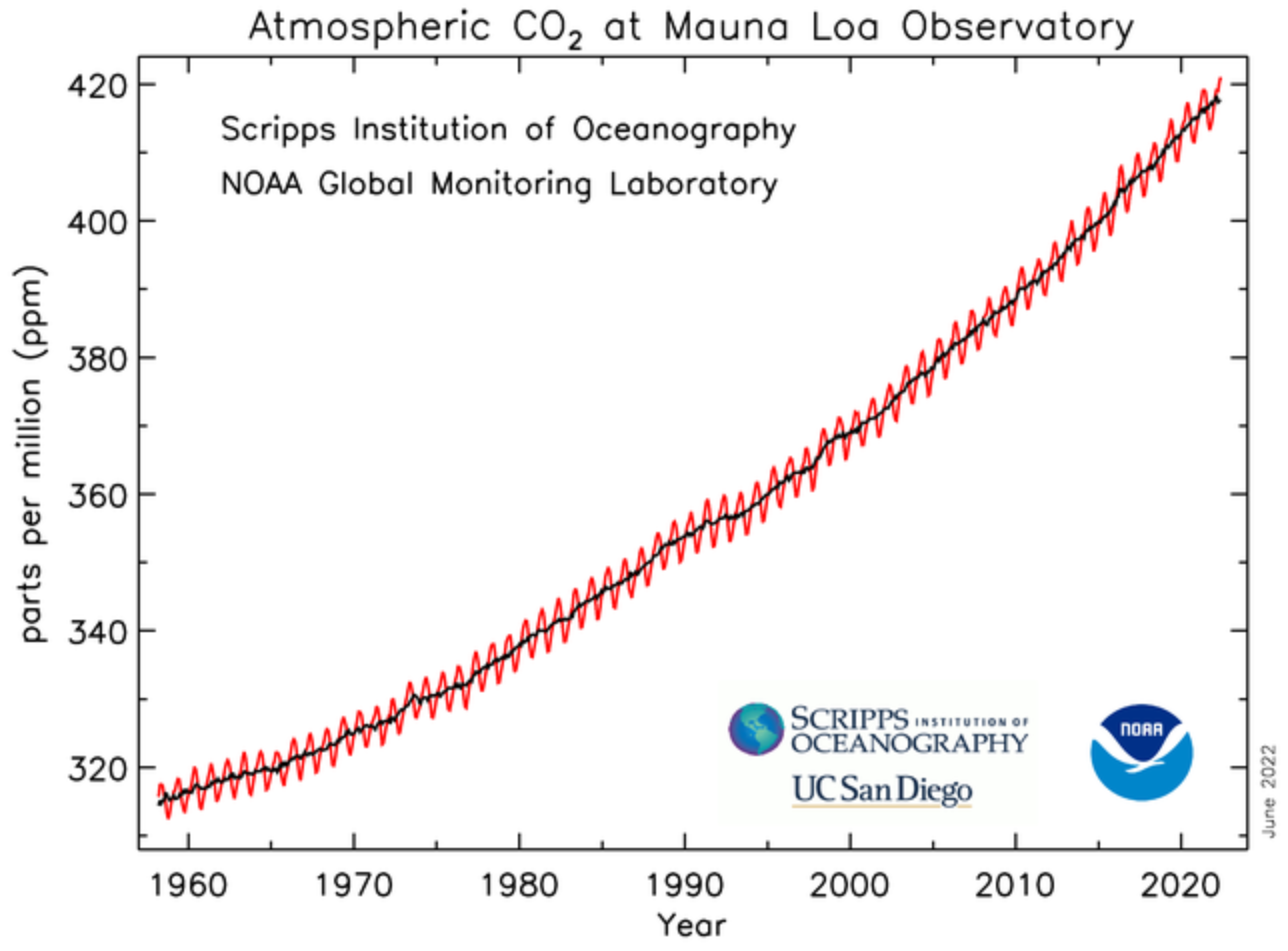 Atmospheric CO₂ at Mauna Loa Observatory
Scripps Institution of Oceanography
NOAA Global Monitoring Laboratory
parts per million (ppm)
420
400
380
360
340
320
SCRIPPS INSTITUTION OF
OCEANOGRAPHY
UC San Diego
NOAA
June 2022
1960 1970 1980 1990 2000 2010 2020
Year